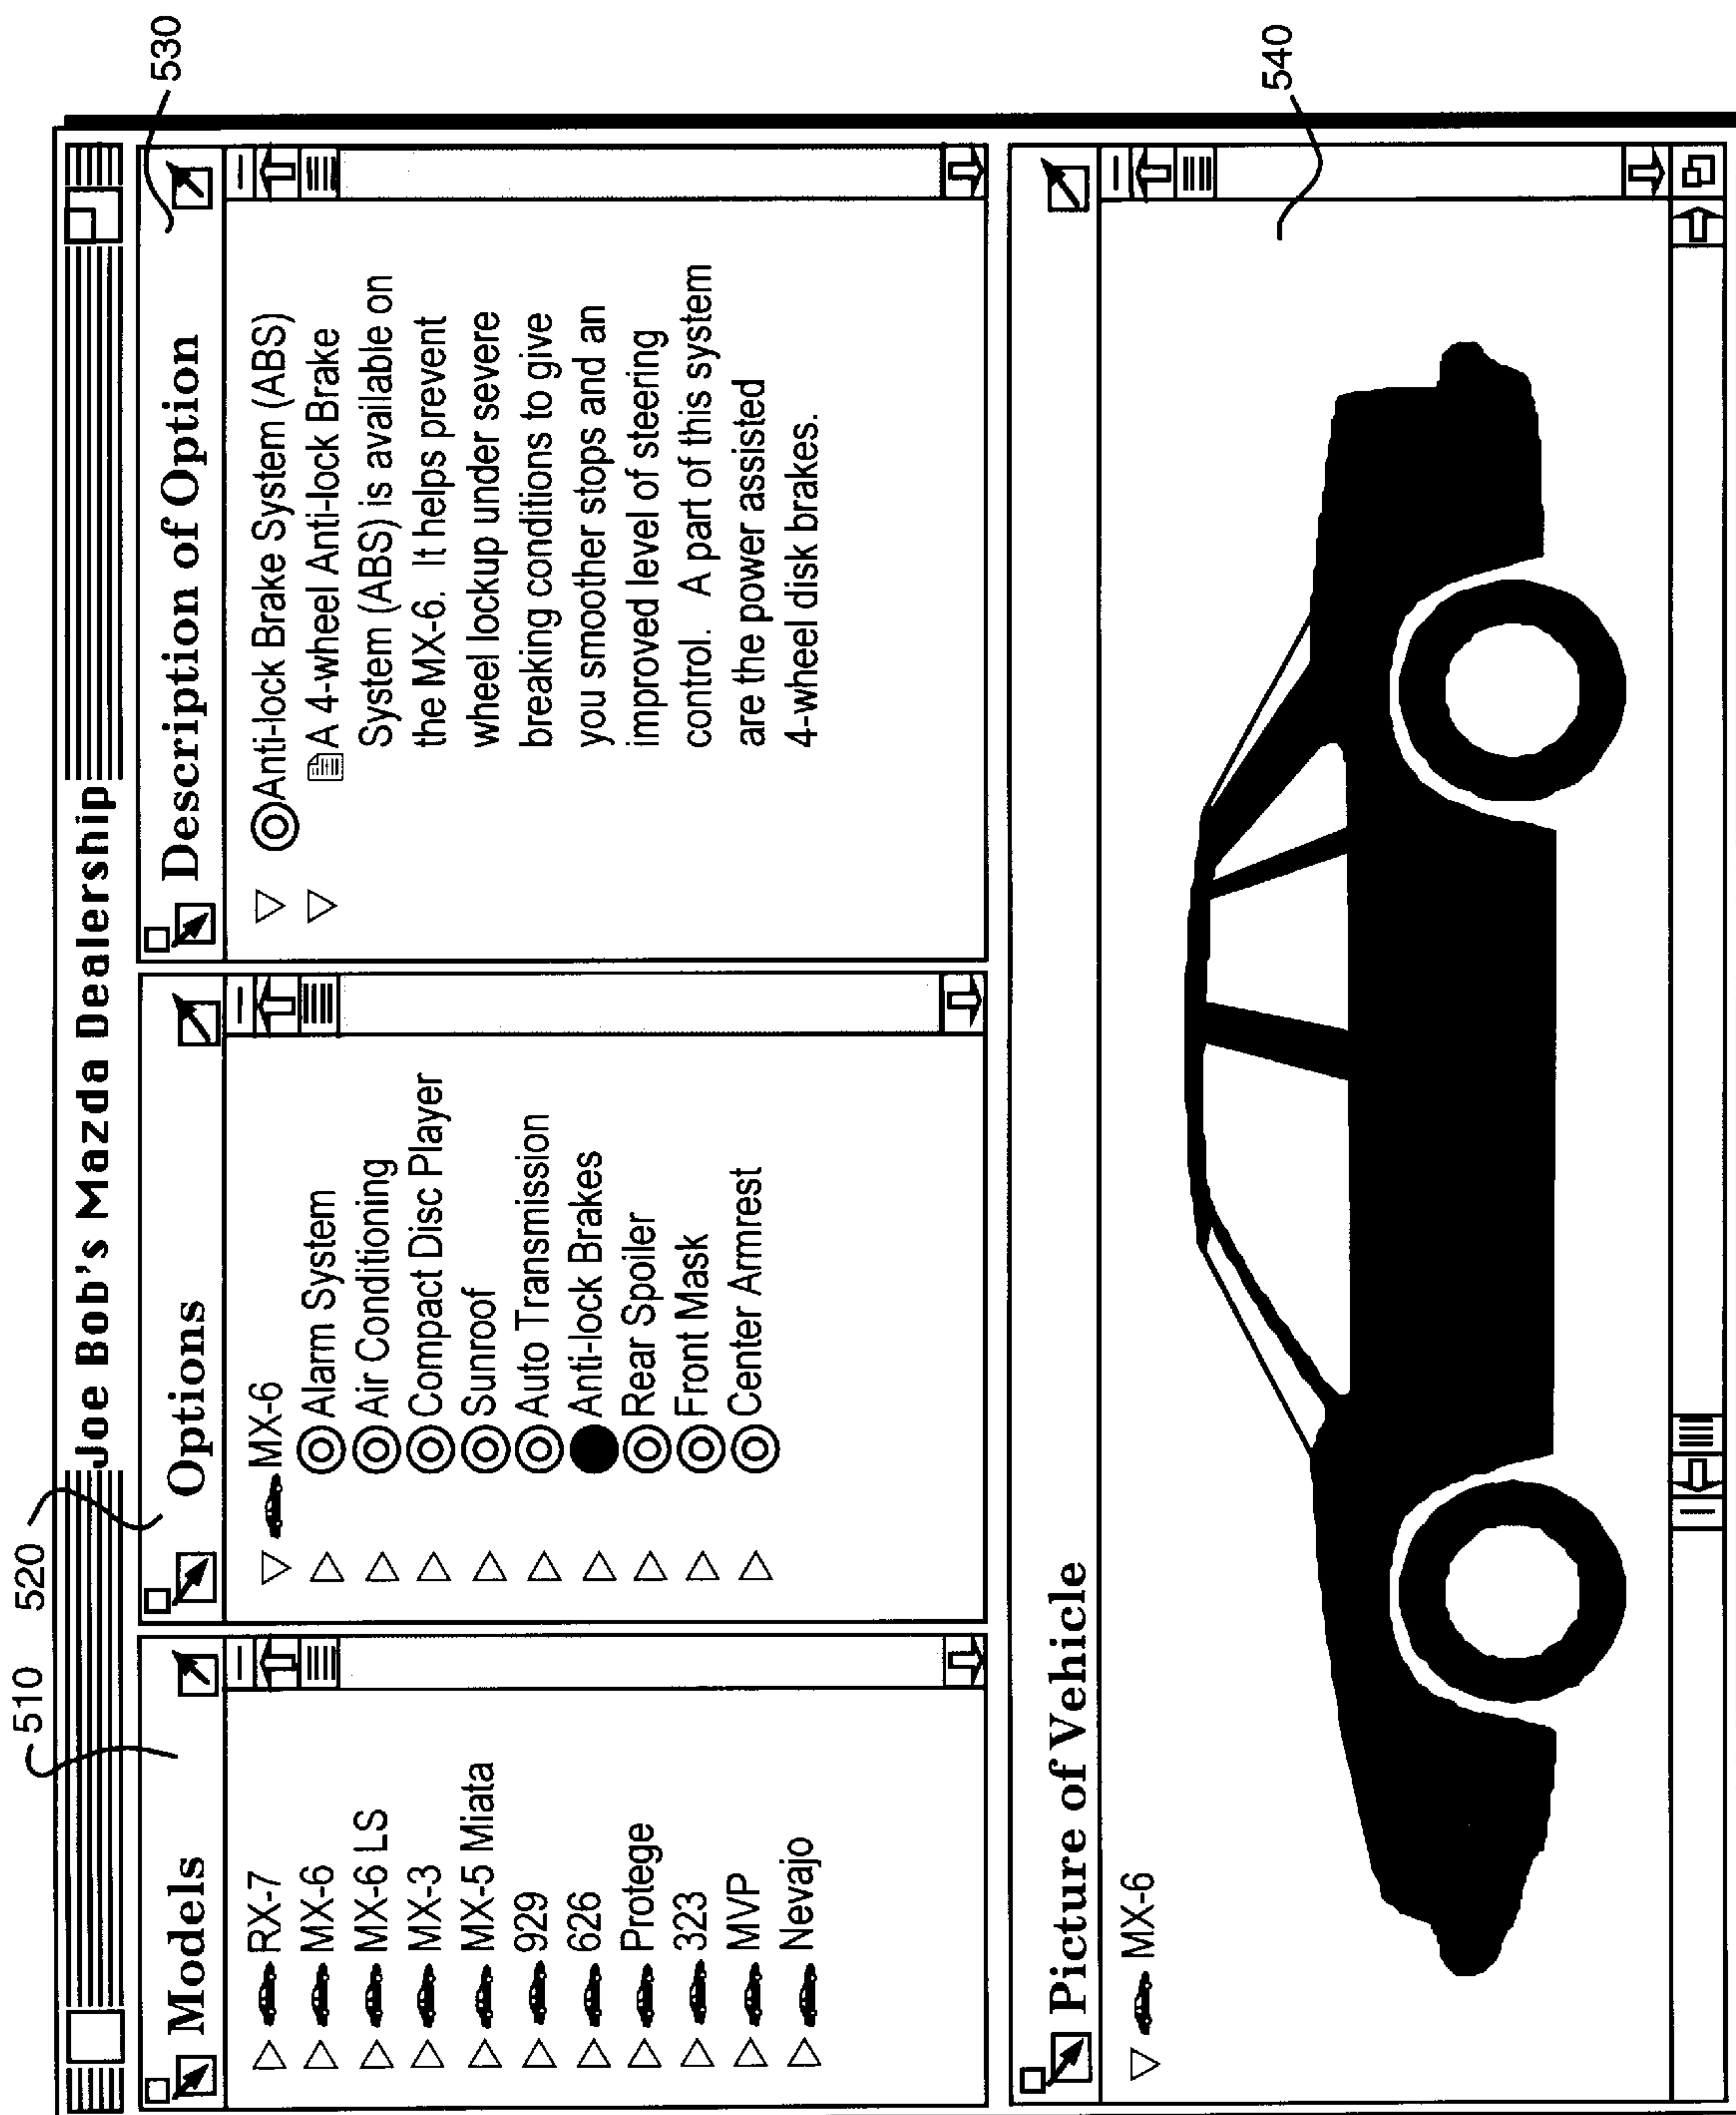 510
520
530
Joe Bob's Mazda Dealership
Models
RX-7
MX-6
MX-6 LS
MX-3
MX-5 Miata
929
626
Protege
323
MVP
Nevajo
Options
MX-6
Alarm System
Air Conditioning
Compact Disc Player
Sunroof
Auto Transmission
Anti-lock Brakes
Rear Spoiler
Front Mask
Center Armrest
Description of Option
Anti-lock Brake System (ABS)
A 4-wheel Anti-lock Brake
System (ABS) is available on
the MX-6. It helps prevent
wheel lockup under severe
breaking conditions to give
you smoother stops and an
improved level of steering
control. A part of this system
are the power assisted
4-wheel disk brakes.
Picture of Vehicle
MX-6
540